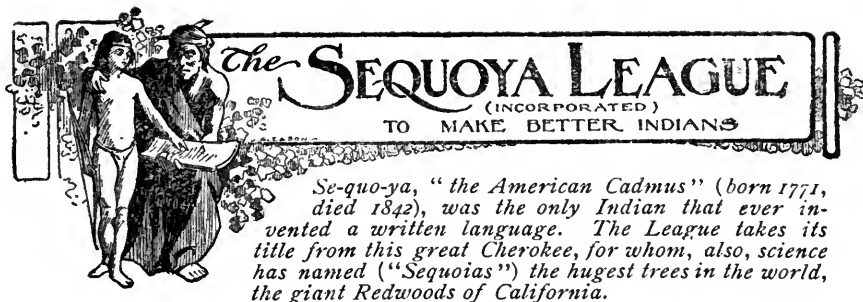 The SEQUOYA LEAGUE
(INCORPORATED)
TO MAKE BETTER INDIANS
Se-quo-ya, “the American Cadmus” (born 1771,
died 1842), was the only Indian that ever in-
vented a written language. The League takes its
title from this great Cherokee, for whom, also, science
has named (“Sequoias”) the hugest trees in the world,
the giant Redwoods of California.